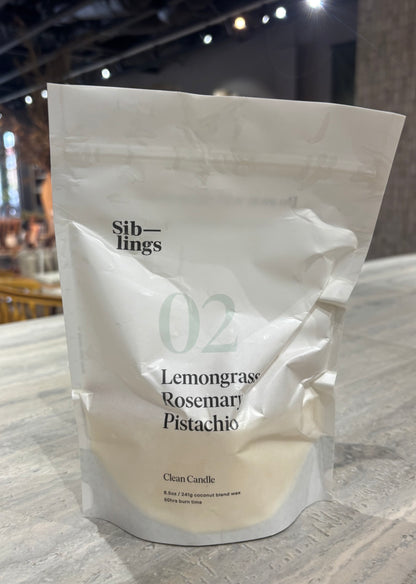 Sib—
lings
02
Lemongrass
Rosemary
Pistachio
Clean Candle
8.5oz / 241g coconut blend wax
60hrs burn time